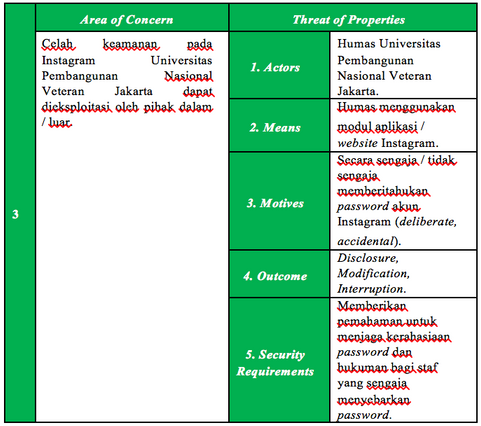 Area of Concern
Threat of Properties
3
Celah keamanan pada
Instagram Universitas
Pembangunan Nasional
Veteran Jakarta dapat
dieksploitasi oleh pihak dalam
/ luar.
1. Actors
Humas Universitas
Pembangunan
Nasional Veteran
Jakarta.
2. Means
Humas menggunakan
modul aplikasi /
website Instagram.
3. Motives
Secara sengaja / tidak
sengaja
memberitahukan
password akun
Instagram (deliberate,
accidental).
4. Outcome
Disclosure,
Modification,
Interruption.
5. Security
Requirements
Memberikan
pemahaman untuk
menjaga kerahasiaan
password dan
hukuman bagi staf
yang sengaja
menyebarkan
password.